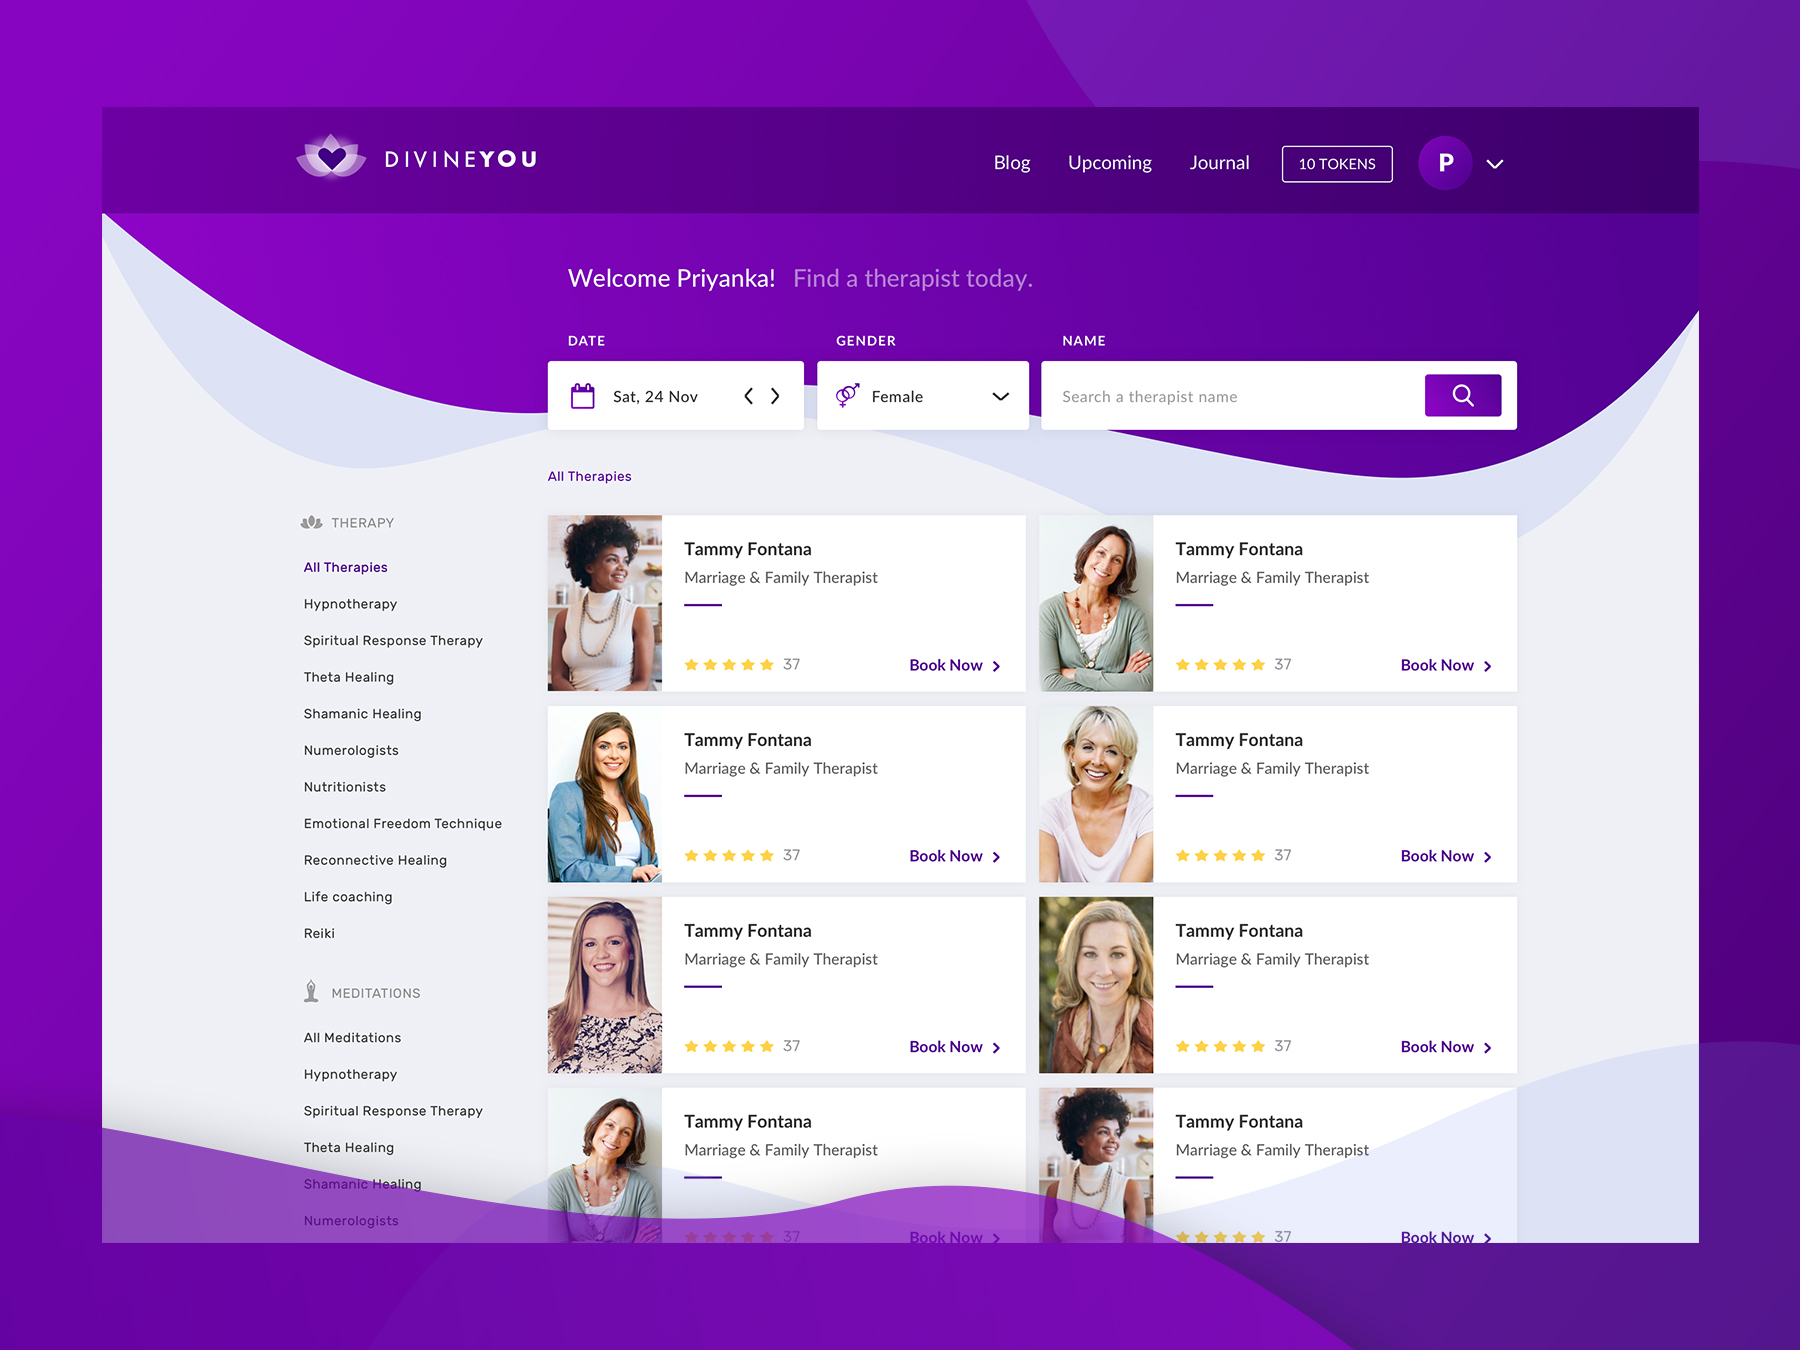 DIVINEYOU
Blog
Upcoming
Journal
10 TOKENS
P
Welcome Priyanka! Find a therapist today.
DATE
GENDER
NAME
Sat, 24 Nov
Female
Search a therapist name
All Therapies
THERAPY
All Therapies
Hypnotherapy
Spiritual Response Therapy
Theta Healing
Shamanic Healing
Numerologists
Nutritionists
Emotional Freedom Technique
Reconnective Healing
Life coaching
Reiki
MEDITATIONS
All Meditations
Hypnotherapy
Spiritual Response Therapy
Theta Healing
Shamanic Healing
Numerologists
Tammy Fontana
Marriage & Family Therapist
37
Book Now
Tammy Fontana
Marriage & Family Therapist
37
Book Now
Tammy Fontana
Marriage & Family Therapist
37
Book Now
Tammy Fontana
Marriage & Family Therapist
37
Book Now
Tammy Fontana
Marriage & Family Therapist
37
Book Now
Tammy Fontana
Marriage & Family Therapist
37
Book Now
Tammy Fontana
Marriage & Family Therapist
37
Book Now
Tammy Fontana
Marriage & Family Therapist
37
Book Now